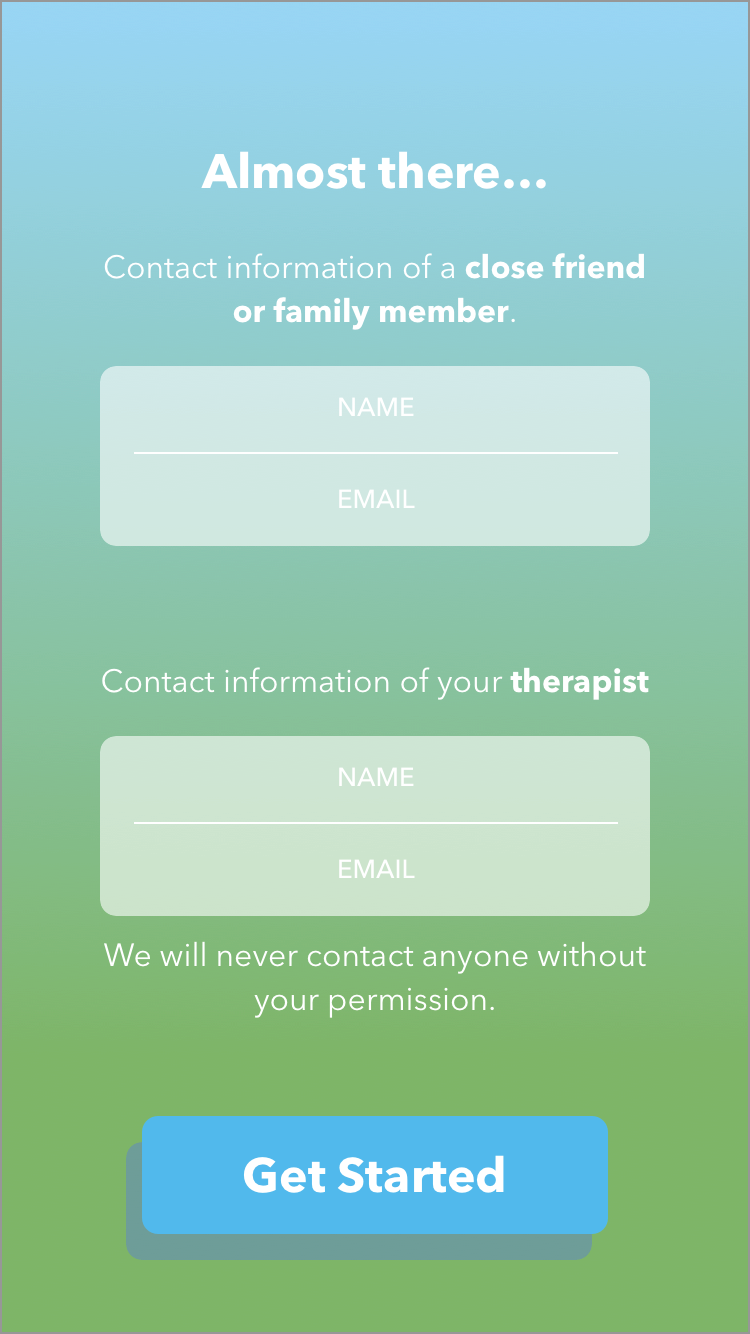 Almost there...
Contact information of a close friend
or family member.
NAME
EMAIL
Contact information of your therapist
NAME
EMAIL
We will never contact anyone without
your permission.
Get Started